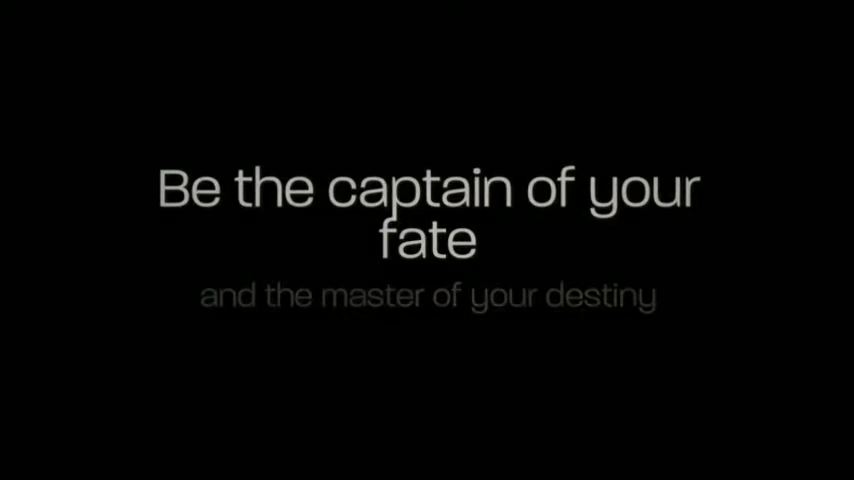 Be the captain of your
fate
and the master of your destiny